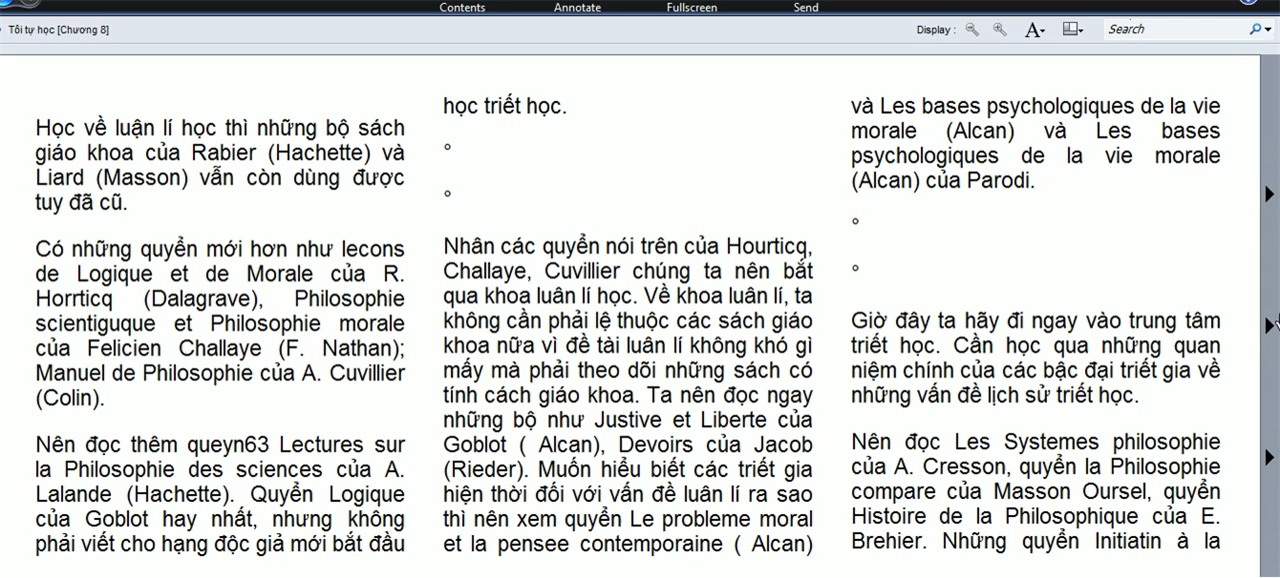 Contents Annotate Fullscreen Send
Tôi tự học [Chương 8] Display : A Search
Học về luận lí học thì những bộ sách
giáo khoa của Rabier (Hachette) và
Liard (Masson) vẫn còn dùng được
tuy đã cũ.
Có những quyển mới hơn như lecons
de Logique et de Morale của R.
Horrticq (Dalagrave), Philosophie
scientiguque et Philosophie morale
của Felicien Challaye (F. Nathan);
Manuel de Philosophie của A. Cuvillier
(Colin).
Nên đọc thêm queyn63 Lectures sur
la Philosophie des sciences của A.
Lalande (Hachette). Quyển Logique
của Goblot hay nhất, nhưng không
phải viết cho hạng độc giả mới bắt đầu
học triết học.
°
°
Nhân các quyển nói trên của Hourticq,
Challaye, Cuvillier chúng ta nên bắt
qua khoa luân lí học. Về khoa luân lí, ta
không cần phải lệ thuộc các sách giáo
khoa nữa vì đề tài luân lí không khó gì
mấy mà phải theo dõi những sách có
tính cách giáo khoa. Ta nên đọc ngay
những bộ như Justive et Liberte của
Goblot ( Alcan), Devoirs của Jacob
(Rieder). Muốn hiểu biết các triết gia
hiện thời đối với vấn đề luân lí ra sao
thì nên xem quyển Le probleme moral
et la pensee contemporaine ( Alcan)
và Les bases psychologiques de la vie
morale (Alcan) và Les bases
psychologiques de la vie morale
(Alcan) của Parodi.
°
°
Giờ đây ta hãy đi ngay vào trung tâm
triết học. Cần học qua những quan
niệm chính của các bậc đại triết gia về
những vấn đề lịch sử triết học.
Nên đọc Les Systemes philosophie
của A. Cresson, quyển la Philosophie
compare của Masson Oursel, quyển
Histoire de la Philosophique của E.
Brehier. Những quyển Initiatin à la